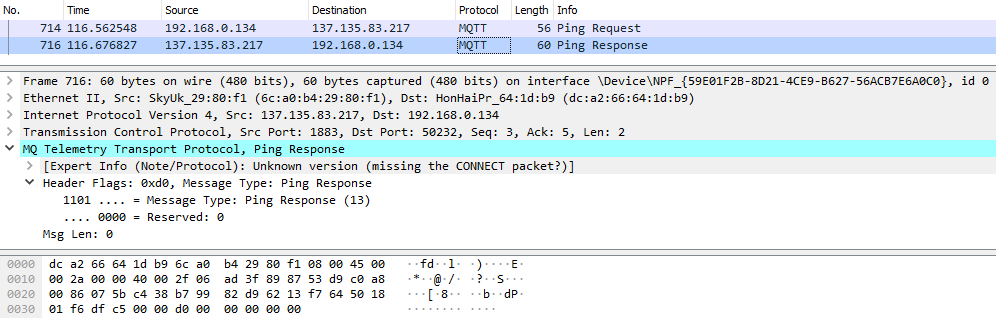 No. Time Source Destination Protocol Length Info
714 116.562548 192.168.0.134 137.135.83.217 MQTT 56 Ping Request
716 116.676827 137.135.83.217 192.168.0.134 MQTT 60 Ping Response
Frame 716: 60 bytes on wire (480 bits), 60 bytes captured (480 bits) on interface \Device\NPF_{59E01F2B-8D21-4CE9-B627-56ACB7E6A0C0}, id 0
Ethernet II, Src: SkyUk_29:80:f1 (6c:a0:b4:29:80:f1), Dst: HonHaiPr_64:1d:b9 (dc:a2:66:64:1d:b9)
Internet Protocol Version 4, Src: 137.135.83.217, Dst: 192.168.0.134
Transmission Control Protocol, Src Port: 1883, Dst Port: 50232, Seq: 3, Ack: 5, Len: 2
MQ Telemetry Transport Protocol, Ping Response
[Expert Info (Note/Protocol): Unknown version (missing the CONNECT packet?)]
Header Flags: 0xd0, Message Type: Ping Response
1101 .... = Message Type: Ping Response (13)
.... 0000 = Reserved: 0
Msg Len: 0
0000 dc a2 66 64 1d b9 6c a0 b4 29 80 f1 08 00 45 00 ··fd··l· ·)····E·
0010 00 2a 00 00 40 00 2f 06 ad 3f 89 87 53 d9 c0 a8 ·*··@·/· ·?··S···
0020 00 86 07 5b c4 38 b7 99 82 d9 62 13 f7 64 50 18 ···[·8·· ··b··dP·
0030 01 f6 df c5 00 00 d0 00 00 00 00 00 ········ ····